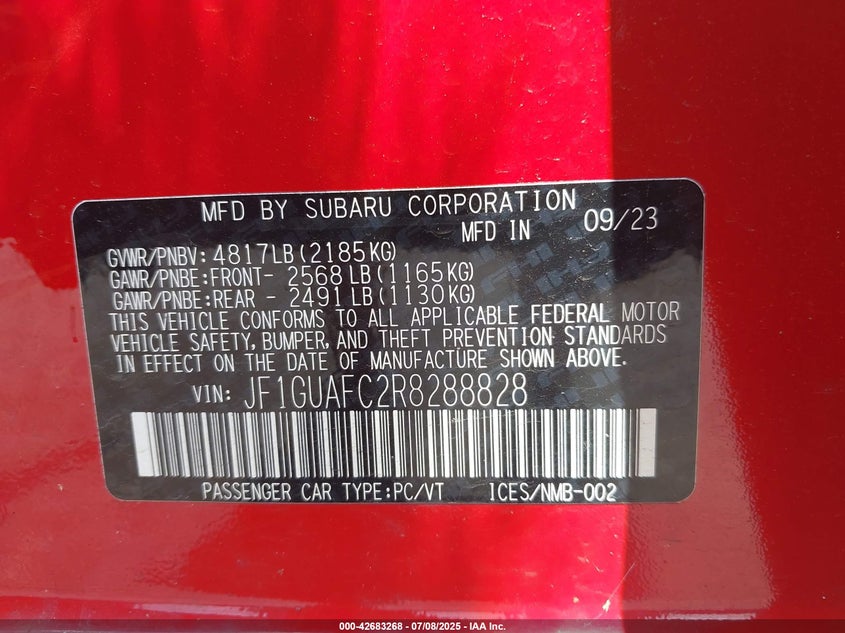 MFD BY SUBARU CORPORATION
MFD IN 09/23
GVWR/PNBV: 4817LB(2185KG)
GAWR/PNBE:FRONT- 2568LB(1165KG)
GAWR/PNBE:REAR - 2491LB(1130KG)
THIS VEHICLE CONFORMS TO ALL APPLICABLE FEDERAL MOTOR
VEHICLE SAFETY, BUMPER, AND THEFT PREVENTION STANDARDS
IN EFFECT ON THE DATE OF MANUFACTURE SHOWN ABOVE.
VIN: JF1GUAFC2R8288828
PASSENGER CAR TYPE:PC/VT ICES/NMB-002
000-42683268 - 07/08/2025 - IAA Inc.